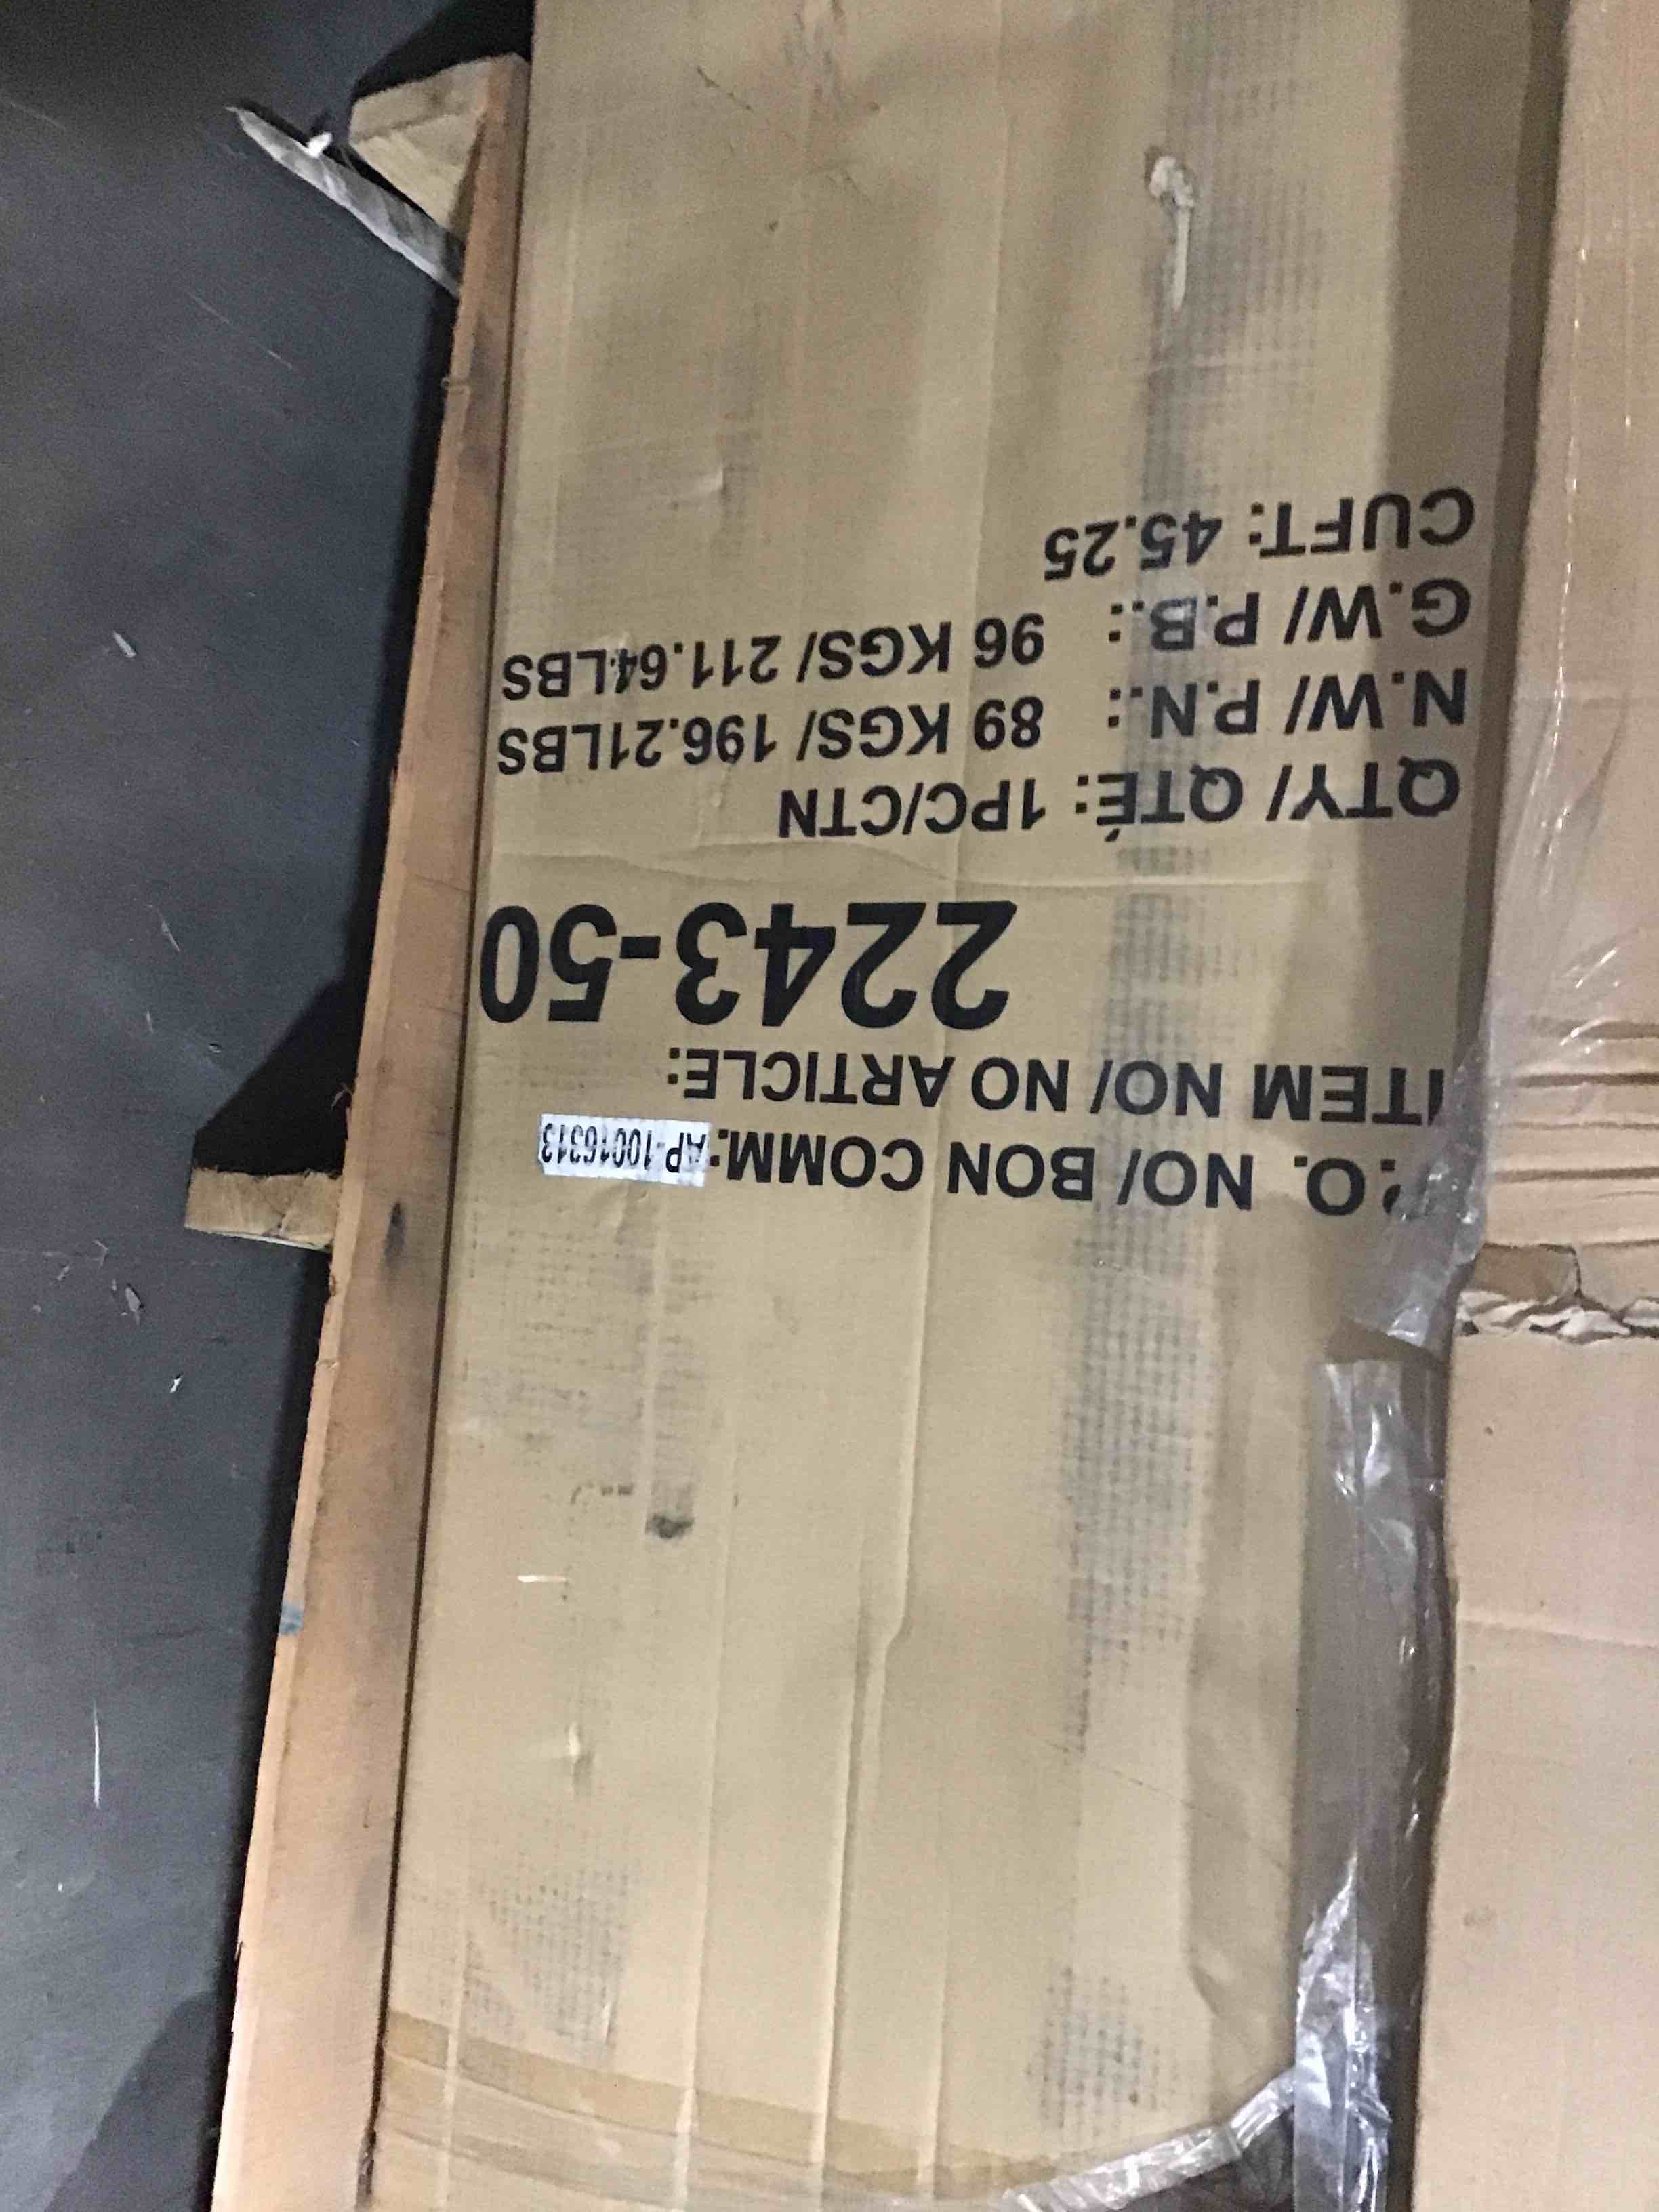 P.O. NO/ BON COMM: AP-10016313
ITEM NO/ NO ARTICLE:
2243-50
QTY/ QTÉ: 1PC/CTN
N.W/ P.N.: 89 KGS/ 196.21LBS
G.W/ P.B.: 96 KGS/ 211.64LBS
CUFT: 45.25